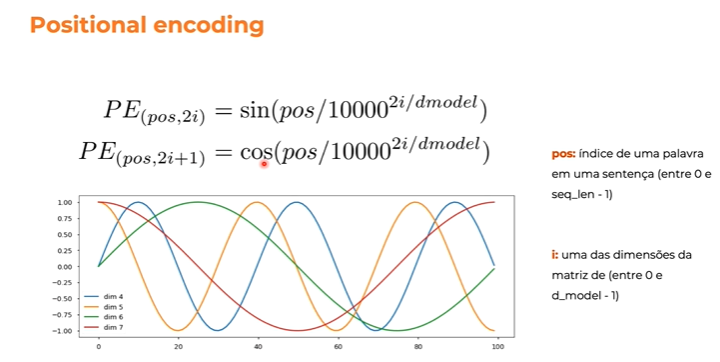 Positional encoding
PE(pos,2i) = sin(pos/10000^2i/dmodel)
PE(pos,2i+1) = cos(pos/10000^2i/dmodel)
pos: índice de uma palavra
em uma sentença (entre 0 e
seq_len - 1)
i: uma das dimensões da
matriz de (entre 0 e
d_model - 1)
1.00
0.75
0.50
0.25
0.00
−0.25
−0.50
−0.75
−1.00
dim 4
dim 5
dim 6
dim 7
0 20 40 60 80 100